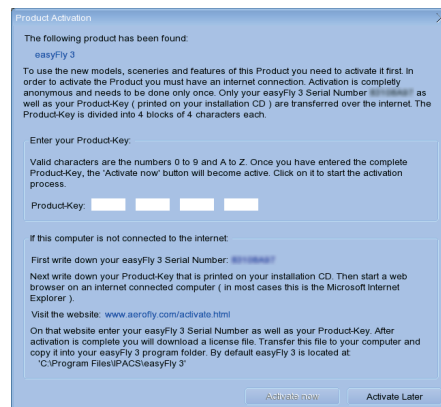 Product Activation
The following product has been found:
easyFly 3
To use the new models, sceneries and features of this Product you need to activate it first. In
order to activate the Product you must have an internet connection. Activation is completly
anonymous and needs to be done only once. Only your easyFly 3 Serial Number as
well as your Product-Key ( printed on your installation CD ) are transferred over the internet. The
Product-Key is divided into 4 blocks of 4 characters each.
Enter your Product-Key:
Valid characters are the numbers 0 to 9 and A to Z. Once you have entered the complete
Product-Key, the 'Activate now' button will become active. Click on it to start the activation
process.
Product-Key:
If this computer is not connected to the internet:
First write down your easyFly 3 Serial Number:
Next write down your Product-Key that is printed on your installation CD. Then start a web
browser on an internet connected computer ( in most cases this is the Microsoft Internet
Explorer ).
Visit the website: www.aerofly.com/activate.html
On that website enter your easyFly 3 Serial Number as well as your Product-Key. After
activation is complete you will download a license file. Transfer this file to your computer and
copy it into your easyFly 3 program folder. By default easyFly 3 is located at:
'C:\Program Files\IPACS\easyFly 3'
Activate now Activate Later